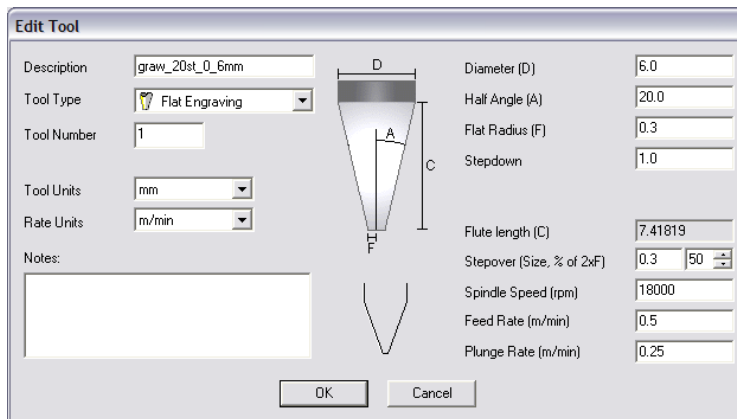 Edit Tool
Description graw_20st_0_6mm
Tool Type Flat Engraving
Tool Number 1
Tool Units mm
Rate Units m/min
Notes:
D
A
C
F
Diameter (D) 6.0
Half Angle (A) 20.0
Flat Radius (F) 0.3
Stepdown 1.0
Flute length (C) 7.41819
Stepover (Size, % of 2xF) 0.3 50
Spindle Speed (rpm) 18000
Feed Rate (m/min) 0.5
Plunge Rate (m/min) 0.25
OK Cancel